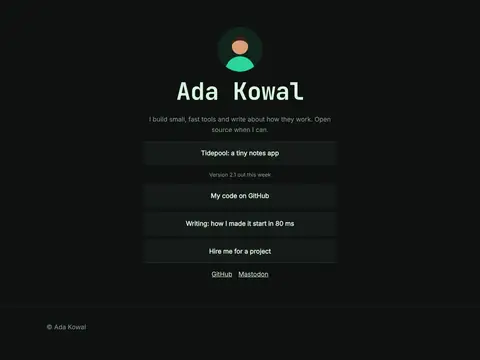 Ada Kowal
I build small, fast tools and write about how they work. Open
source when I can.
Tidepool: a tiny notes app
Version 2.1 out this week
My code on GitHub
Writing: how I made it start in 80 ms
Hire me for a project
GitHub Mastodon
© Ada Kowal